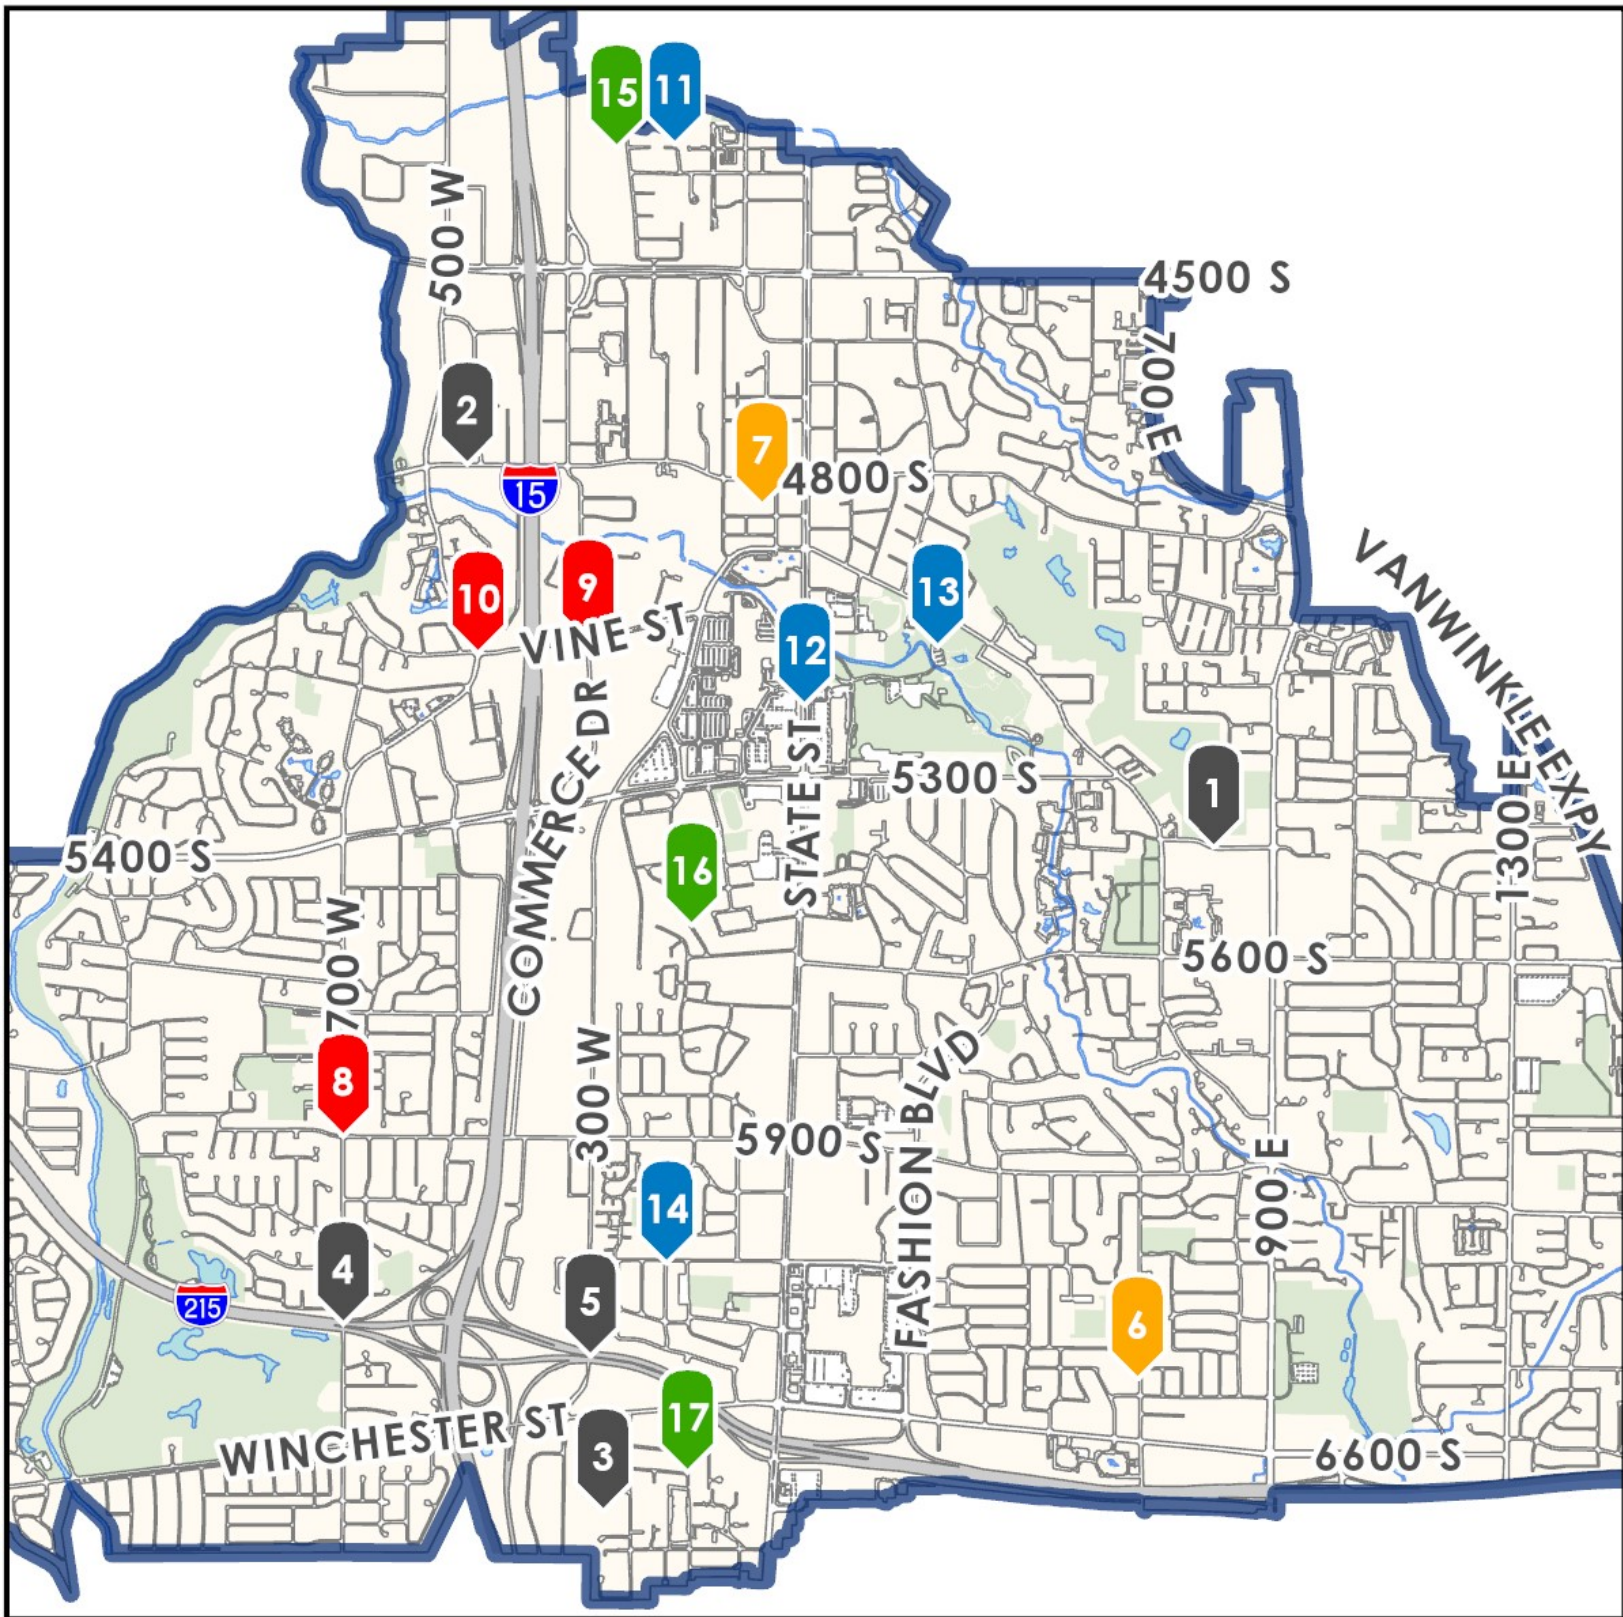 15
11
500 W
4500 S
700 E
2
7
4800 S
15
VANWINKLE EXPY
10
9
13
VINE ST
12
COMMERCE DR
STATE ST
5300 S
1
1300 E
5400 S
16
700 W
5600 S
8
300 W
FASHION BLVD
5900 S
900 E
14
4
5
215
6
WINCHESTER ST
3
17
6600 S